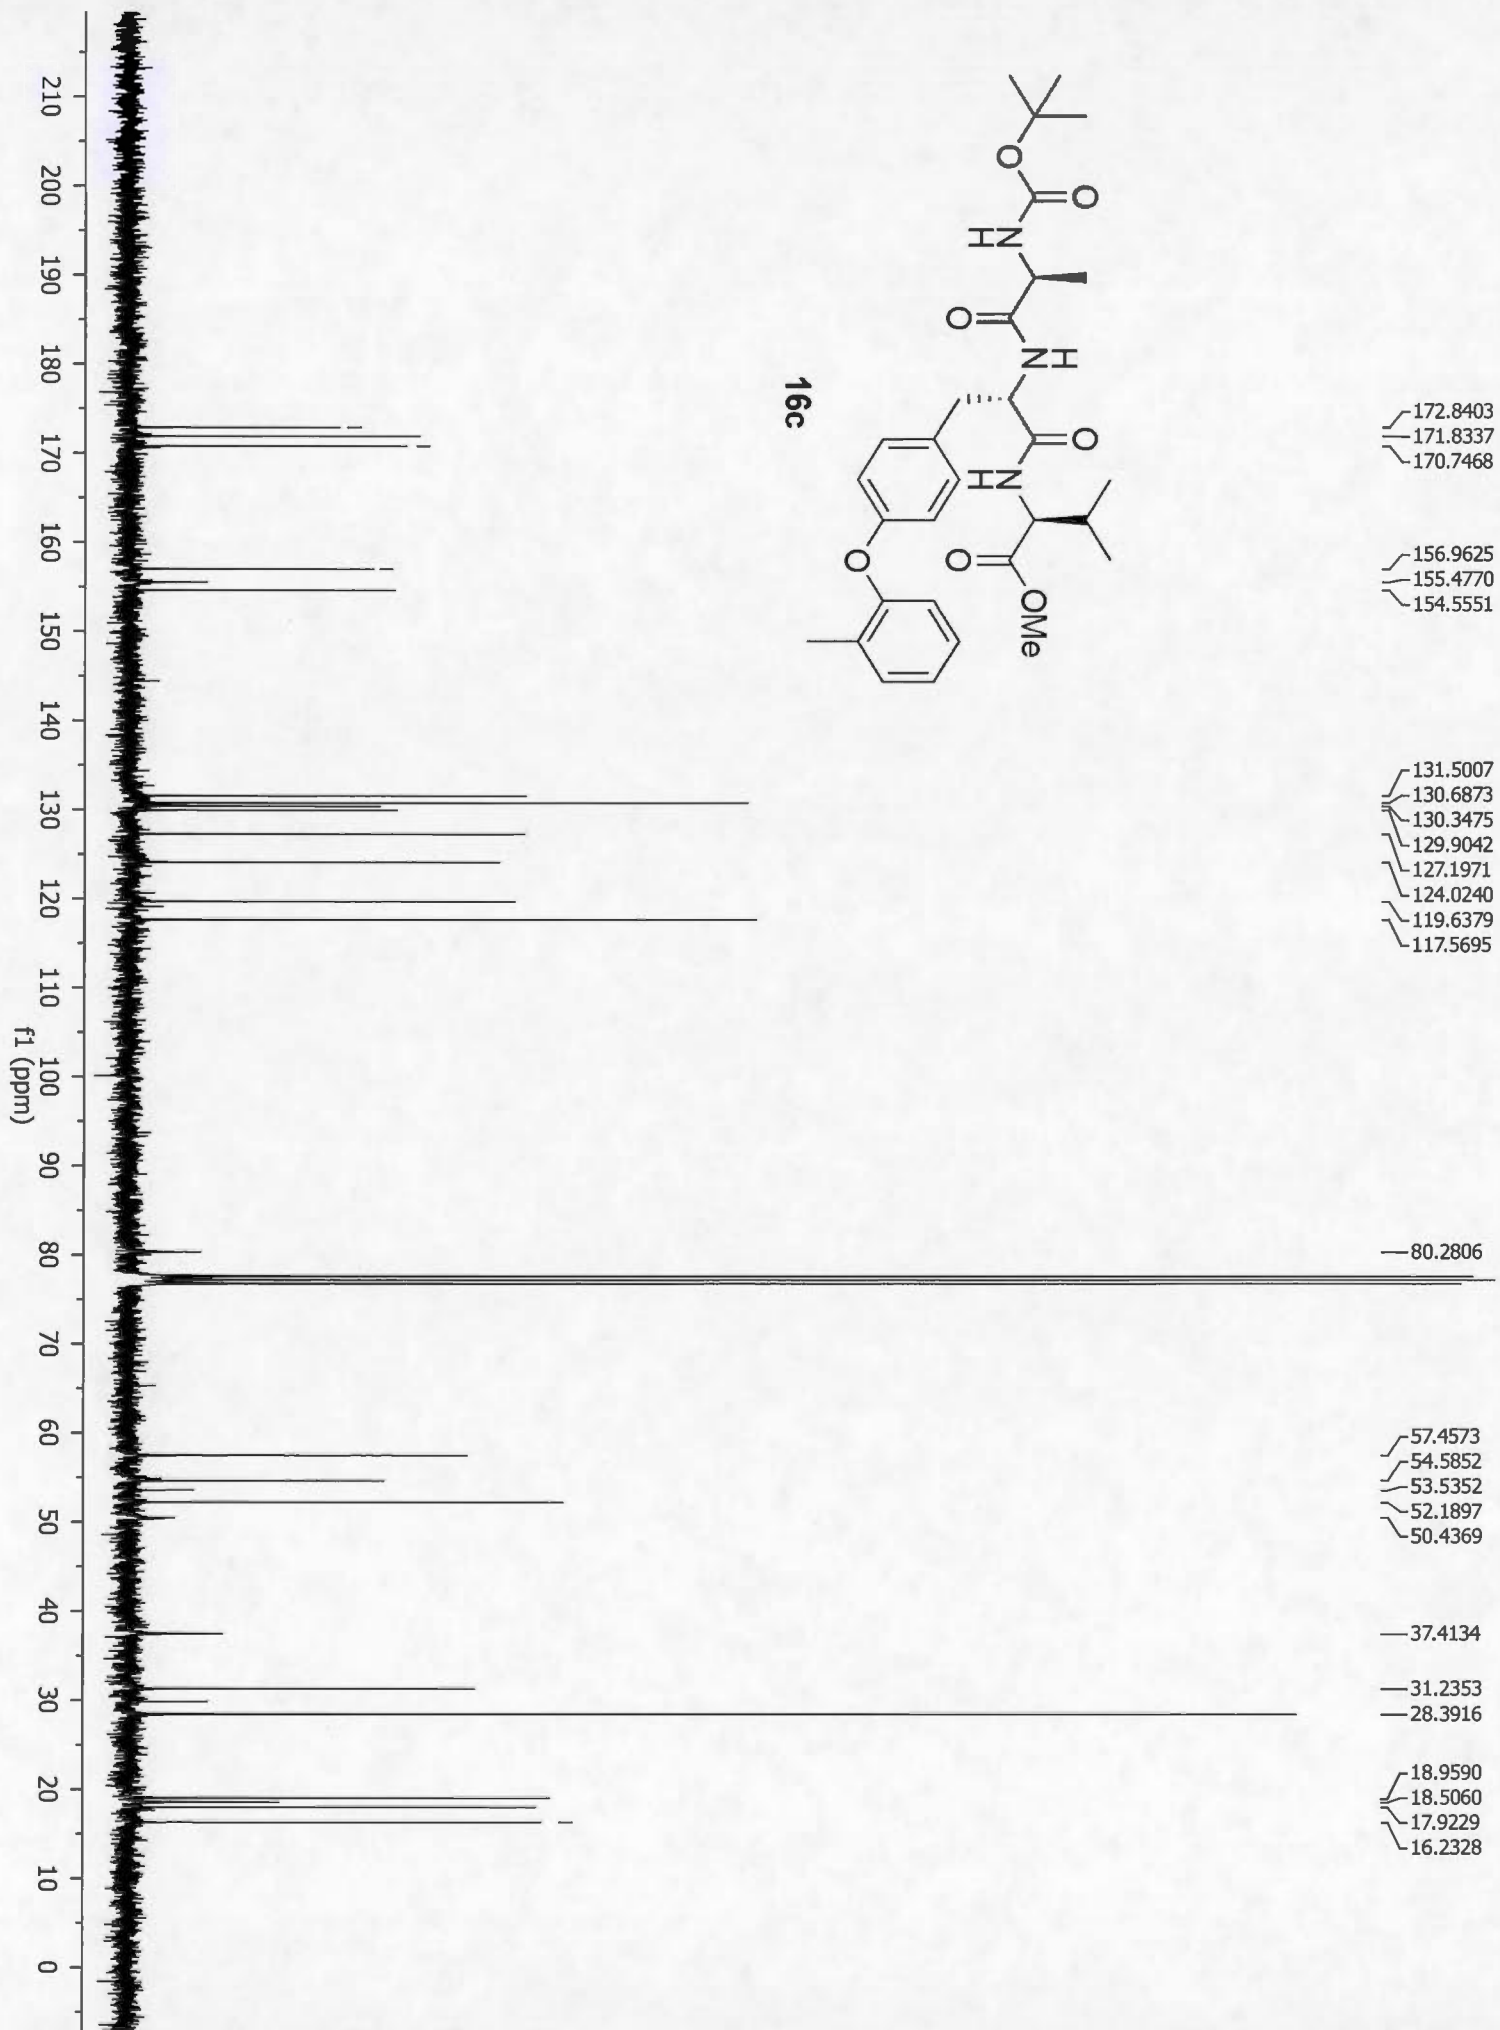 172.8403
171.8337
170.7468
156.9625
155.4770
154.5551
131.5007
130.6873
130.3475
129.9042
127.1971
124.0240
119.6379
117.5695
80.2806
57.4573
54.5852
53.5352
52.1897
50.4369
37.4134
31.2353
28.3916
18.9590
18.5060
17.9229
16.2328
O
O
N
H
O
H
N
O
N
H
O
OMe
O
16c
210 200 190 180 170 160 150 140 130 120 110 100 90 80 70 60 50 40 30 20 10 0
f1 (ppm)